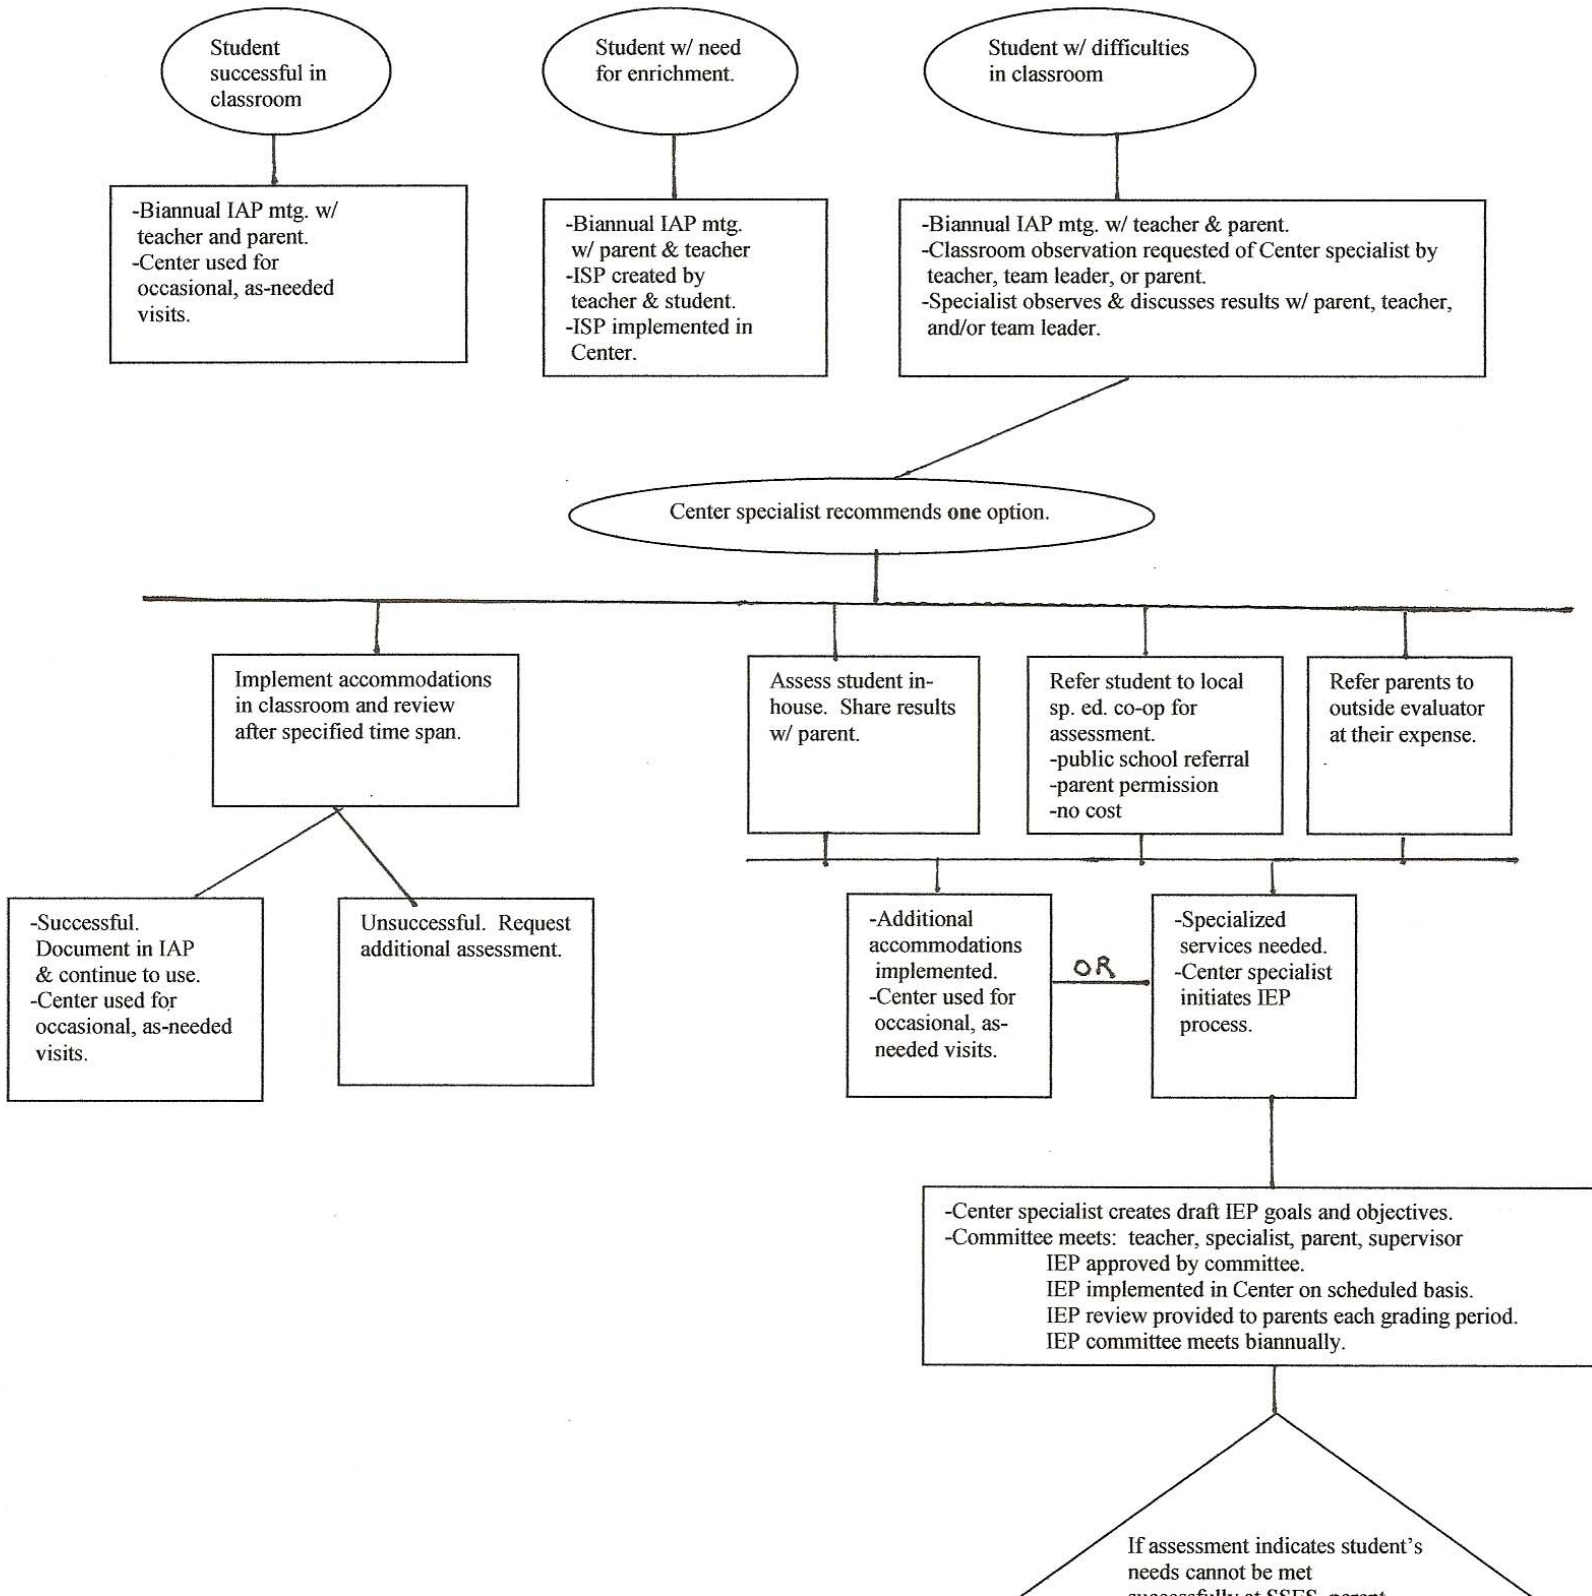 Student
successful in
classroom
Student w/ need
for enrichment.
Student w/ difficulties
in classroom
-Biannual IAP mtg. w/
teacher and parent.
-Center used for
occasional, as-needed
visits.
-Biannual IAP mtg.
w/ parent & teacher
-ISP created by
teacher & student.
-ISP implemented in
Center.
-Biannual IAP mtg. w/ teacher & parent.
-Classroom observation requested of Center specialist by
teacher, team leader, or parent.
-Specialist observes & discusses results w/ parent, teacher,
and/or team leader.
Center specialist recommends one option.
Implement accommodations
in classroom and review
after specified time span.
Assess student in-
house. Share results
w/ parent.
Refer student to local
sp. ed. co-op for
assessment.
-public school referral
-parent permission
-no cost
Refer parents to
outside evaluator
at their expense.
-Successful.
Document in IAP
& continue to use.
-Center used for
occasional, as-needed
visits.
Unsuccessful. Request
additional assessment.
-Additional
accommodations
implemented.
-Center used for
occasional, as-
needed visits.
OR
-Specialized
services needed.
-Center specialist
initiates IEP
process.
-Center specialist creates draft IEP goals and objectives.
-Committee meets: teacher, specialist, parent, supervisor
IEP approved by committee.
IEP implemented in Center on scheduled basis.
IEP review provided to parents each grading period.
IEP committee meets biannually.
If assessment indicates student's
needs cannot be met
successfully at SSES, parent